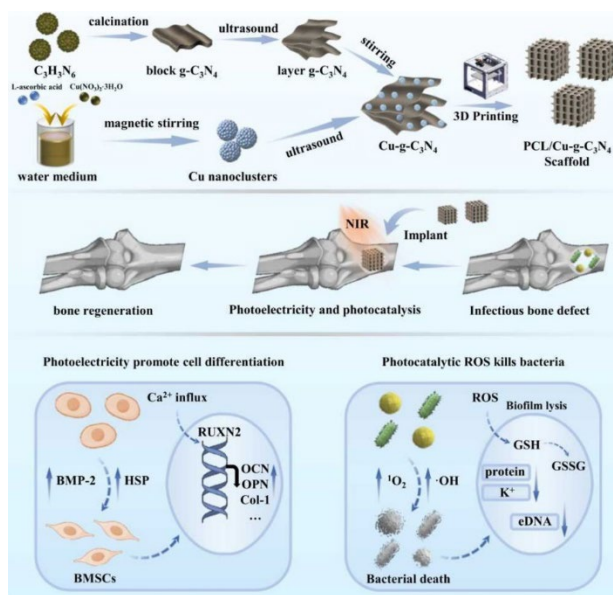 calcination
ultrasound
stirring
C₃H₃N₆
block g-C₃N₄
layer g-C₃N₄
L-ascorbic acid
Cu(NO₃)₂·3H₂O
magnetic stirring
ultrasound
Cu-g-C₃N₄
3D Printing
PCL/Cu-g-C₃N₄
Scaffold
water medium
Cu nanoclusters
NIR
Implant
bone regeneration
Photoelectricity and photocatalysis
Infectious bone defect
Photoelectricity promote cell differentiation
Photocatalytic ROS kills bacteria
Ca²⁺ influx
RUXN2
OCN
OPN
Col-1
...
BMP-2
HSP
BMSCs
ROS
Biofilm lysis
GSH
GSSG
protein
K⁺
eDNA
¹O₂
·OH
Bacterial death